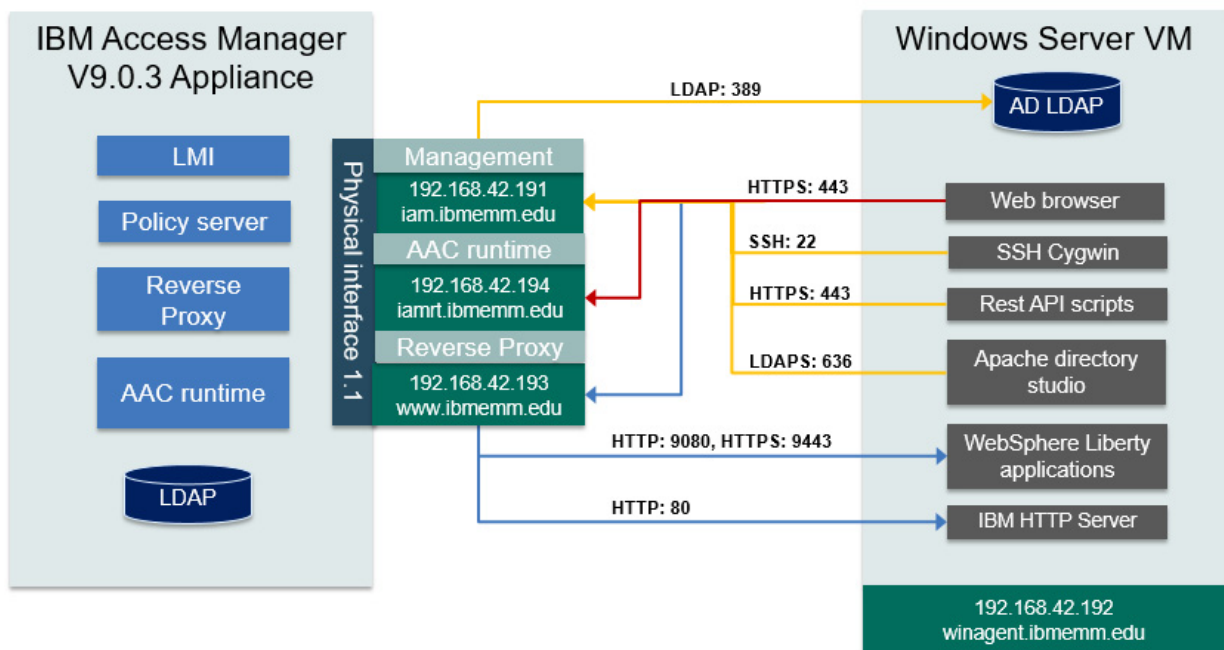 IBM Access Manager
V9.0.3 Appliance
LMI
Policy server
Reverse
Proxy
AAC runtime
LDAP
Physical interface 1.1
Management
192.168.42.191
iam.ibmemm.edu
AAC runtime
192.168.42.194
iamrt.ibmemm.edu
Reverse Proxy
192.168.42.193
www.ibmemm.edu
LDAP: 389
HTTPS: 443
SSH: 22
HTTPS: 443
LDAPS: 636
HTTP: 9080, HTTPS: 9443
HTTP: 80
Windows Server VM
AD LDAP
Web browser
SSH Cygwin
Rest API scripts
Apache directory
studio
WebSphere Liberty
applications
IBM HTTP Server
192.168.42.192
winagent.ibmemm.edu